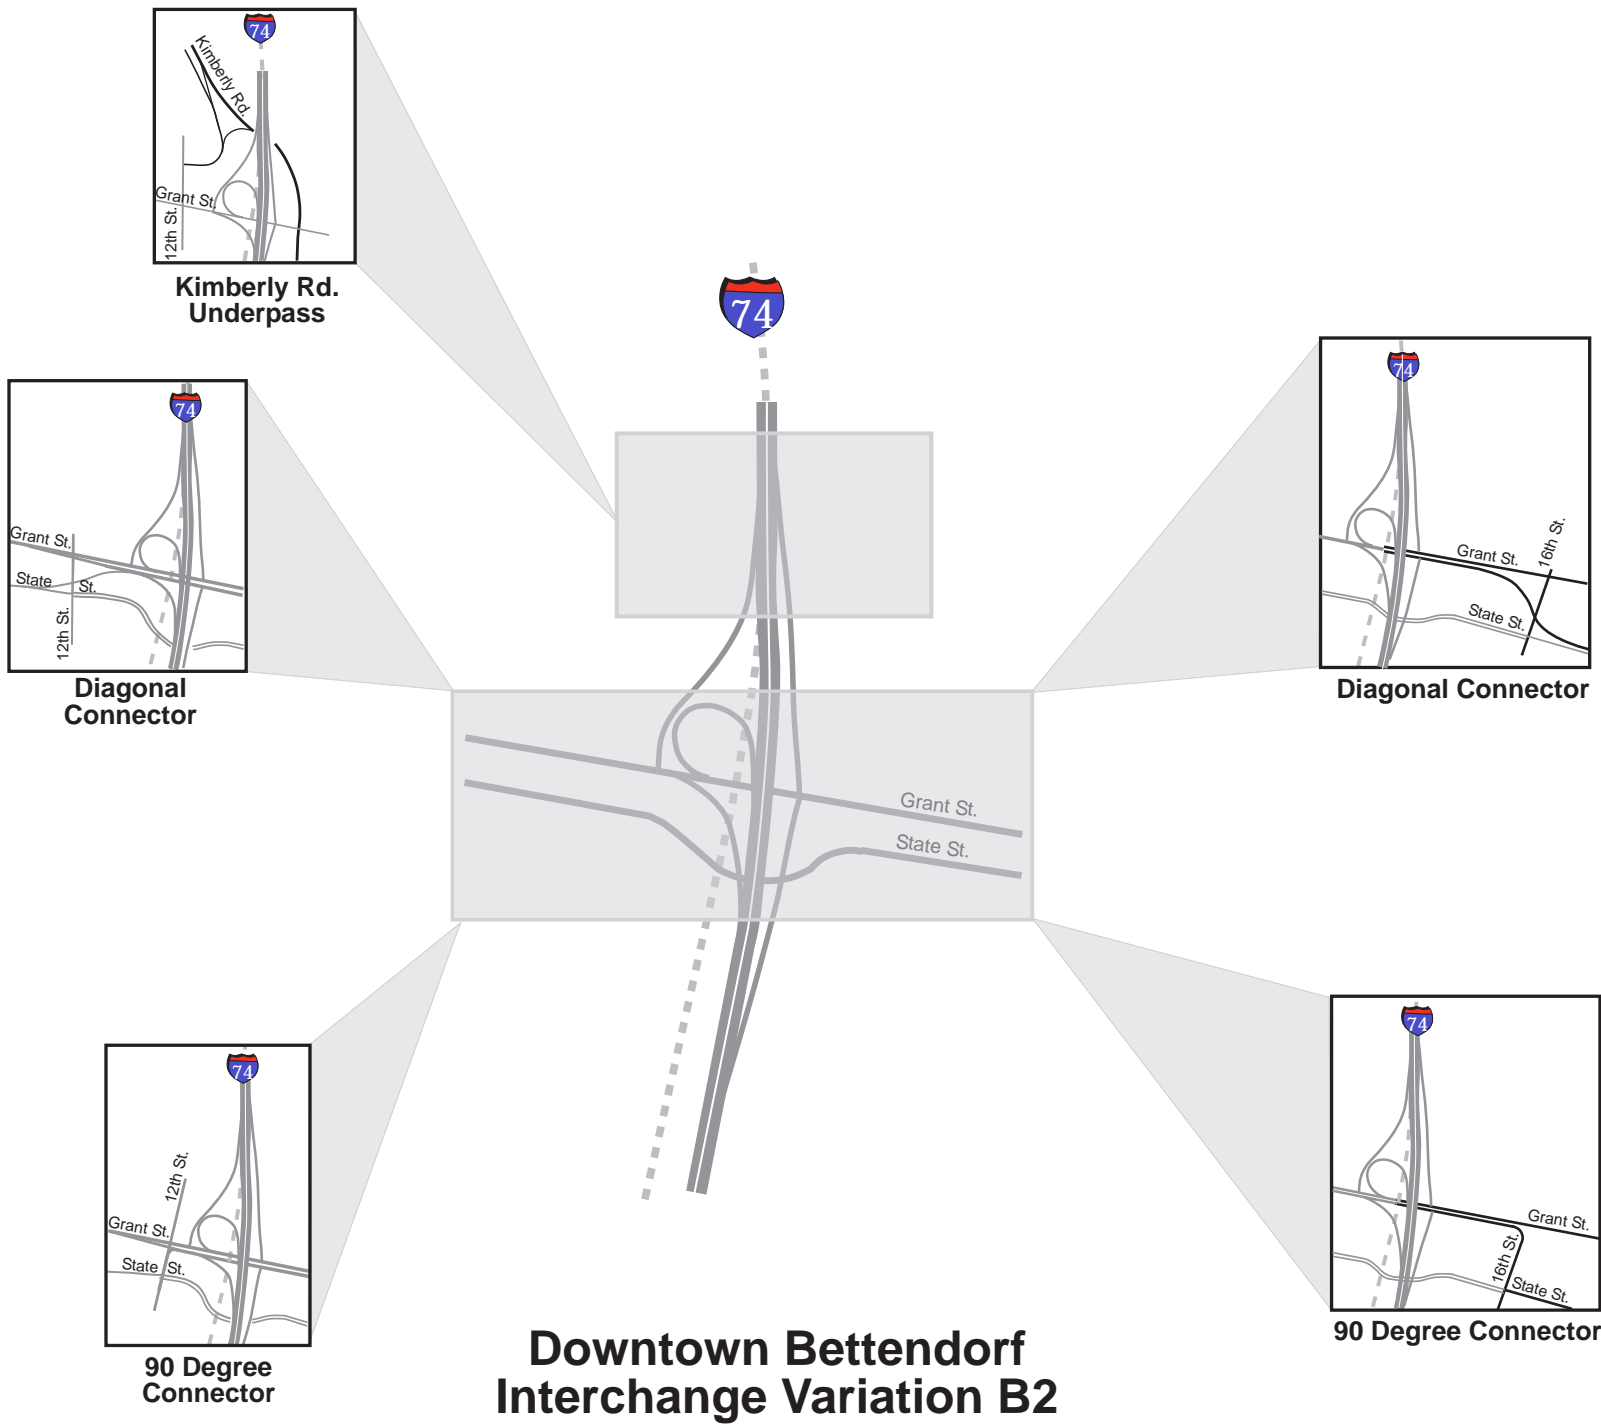 74
Kimberly Rd.
Grant St.
12th St.
Kimberly Rd.
Underpass
74
74
Grant St.
State St.
12th St.
Diagonal
Connector
74
Grant St.
16th St.
State St.
Diagonal Connector
Grant St.
State St.
74
12th St.
Grant St.
State St.
90 Degree
Connector
74
Grant St.
16th St.
State St.
90 Degree Connector
Downtown Bettendorf
Interchange Variation B2